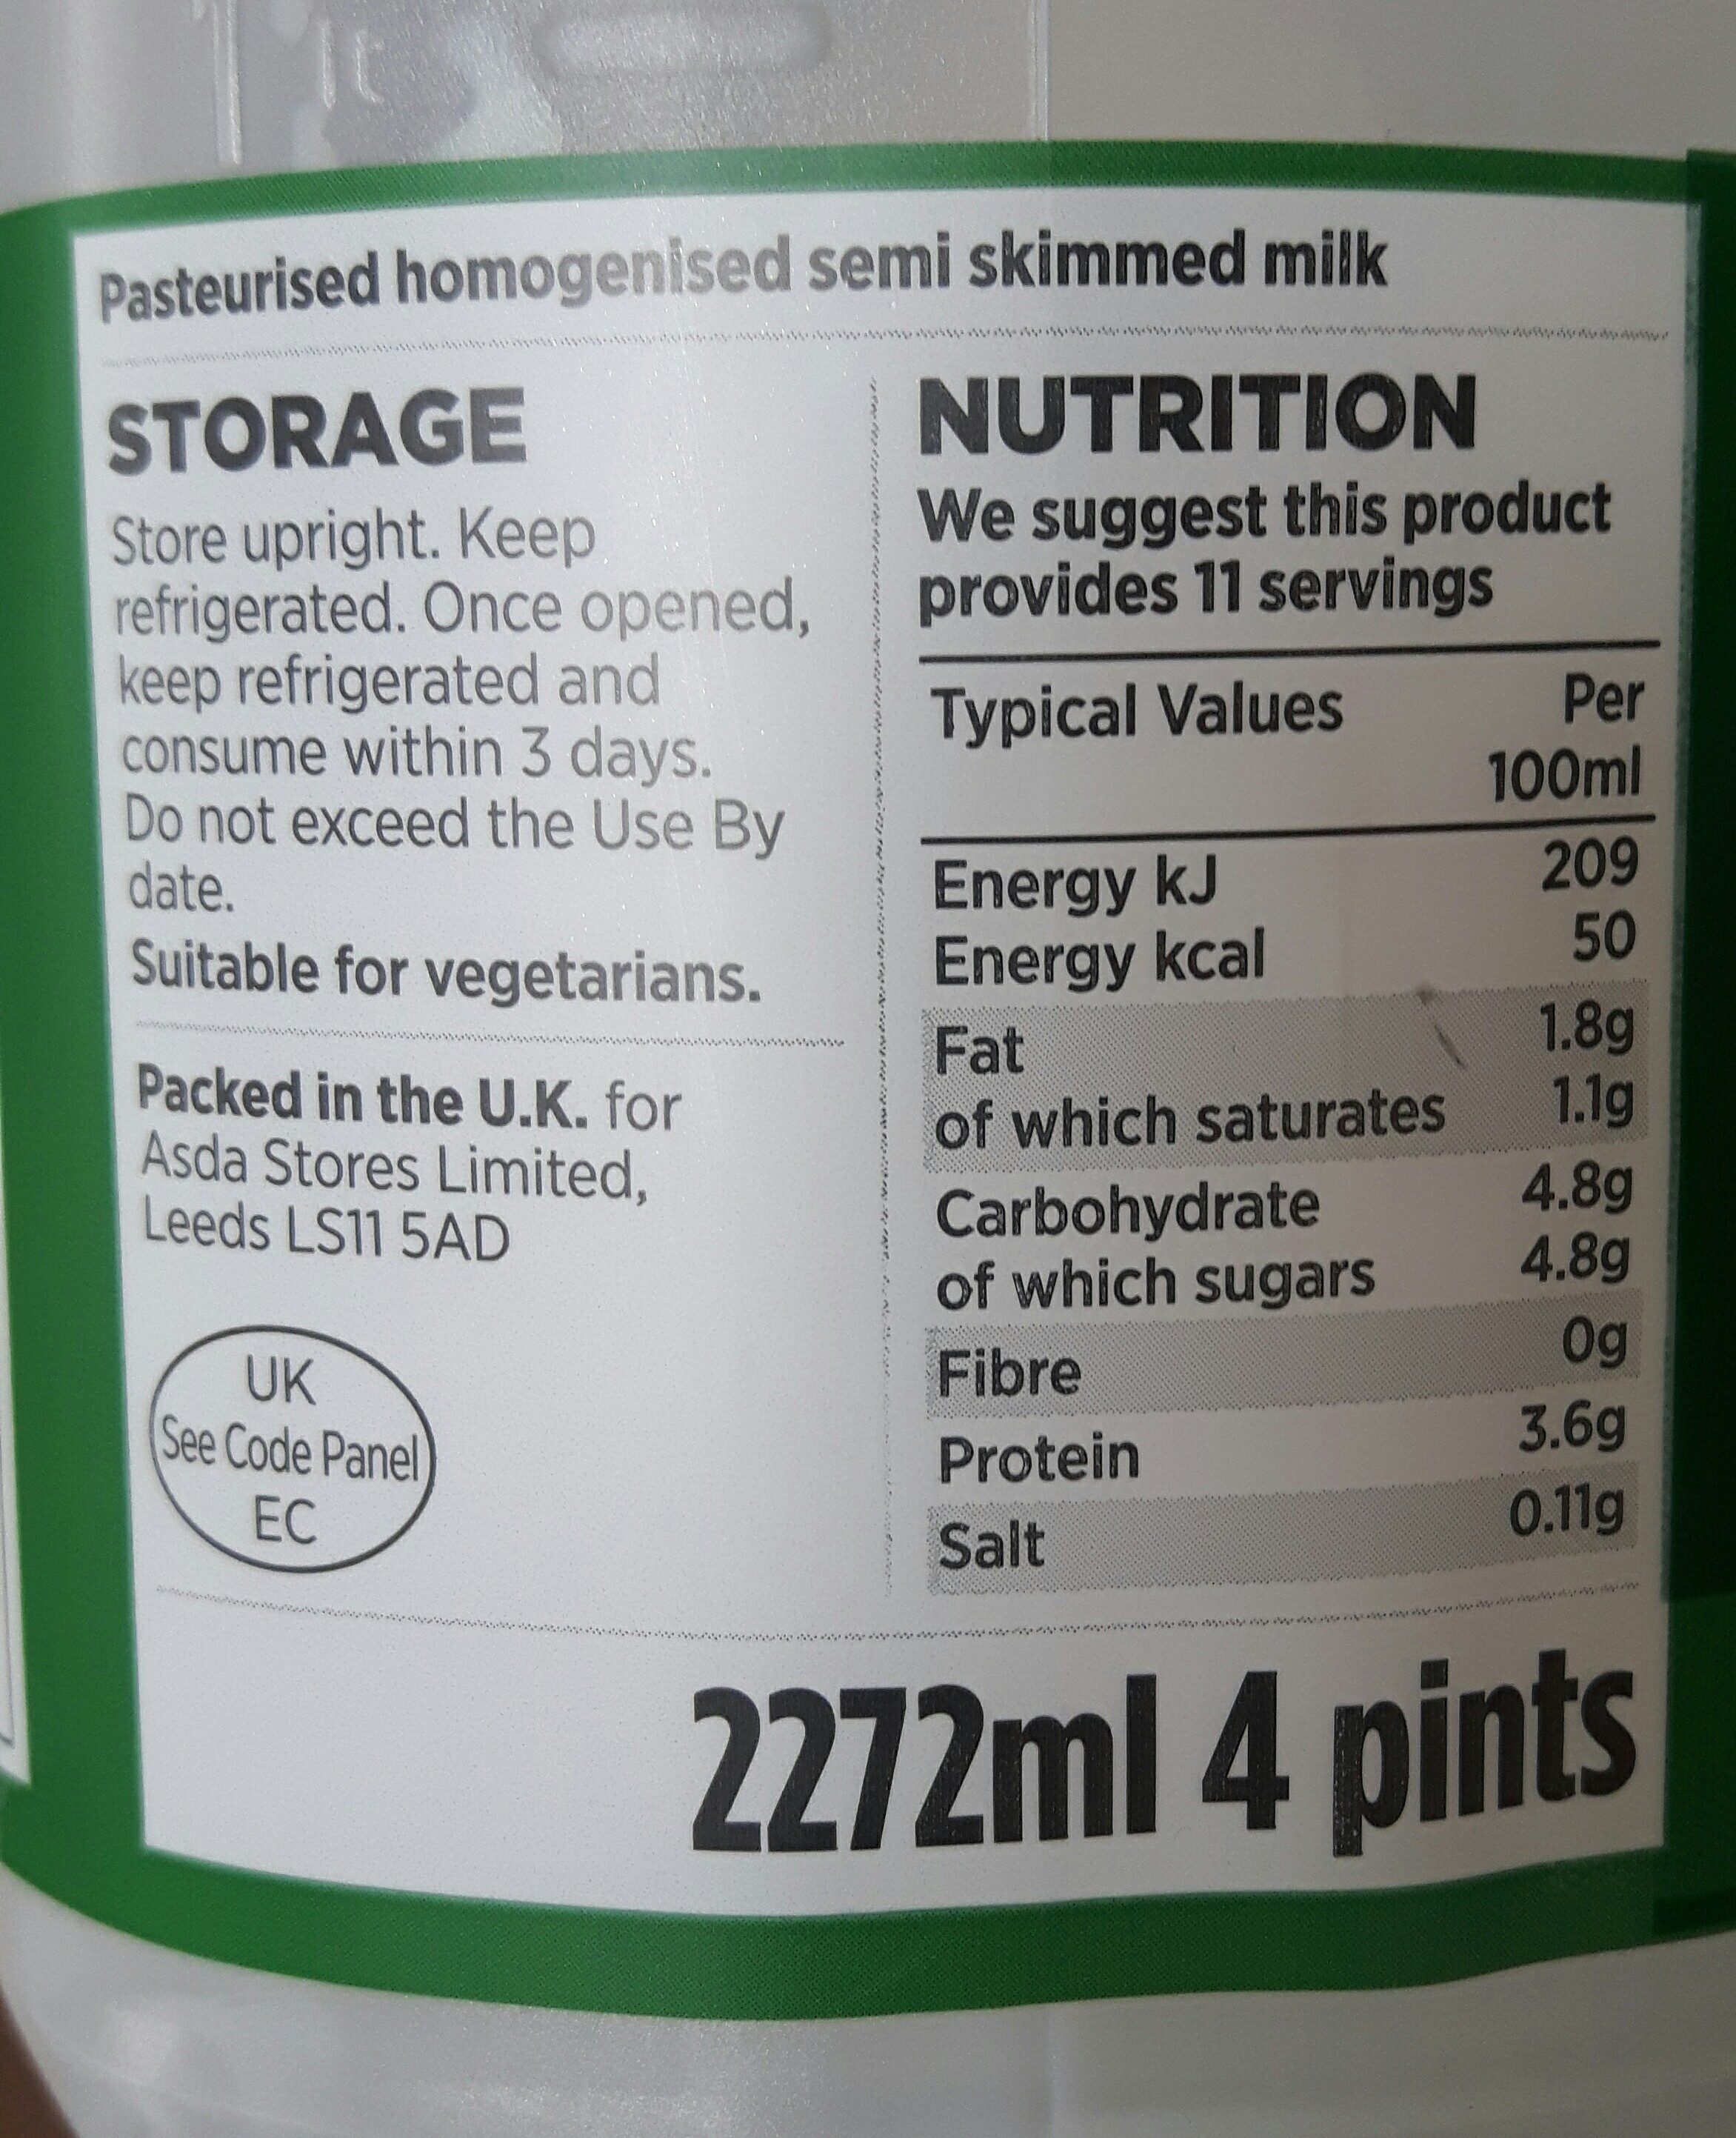 1 lt
Pasteurised homogenised semi skimmed milk
STORAGE
Store upright. Keep
refrigerated. Once opened,
keep refrigerated and
consume within 3 days.
Do not exceed the Use By
date.
Suitable for vegetarians.
Packed in the U.K. for
Asda Stores Limited,
Leeds LS11 5AD
UK
See Code Panel
EC
NUTRITION
We suggest this product
provides 11 servings
Typical Values Per
100ml
Energy kJ 209
Energy kcal 50
Fat 1.8g
of which saturates 1.1g
Carbohydrate 4.8g
of which sugars 4.8g
Fibre 0g
Protein 3.6g
Salt 0.11g
2272ml 4 pints